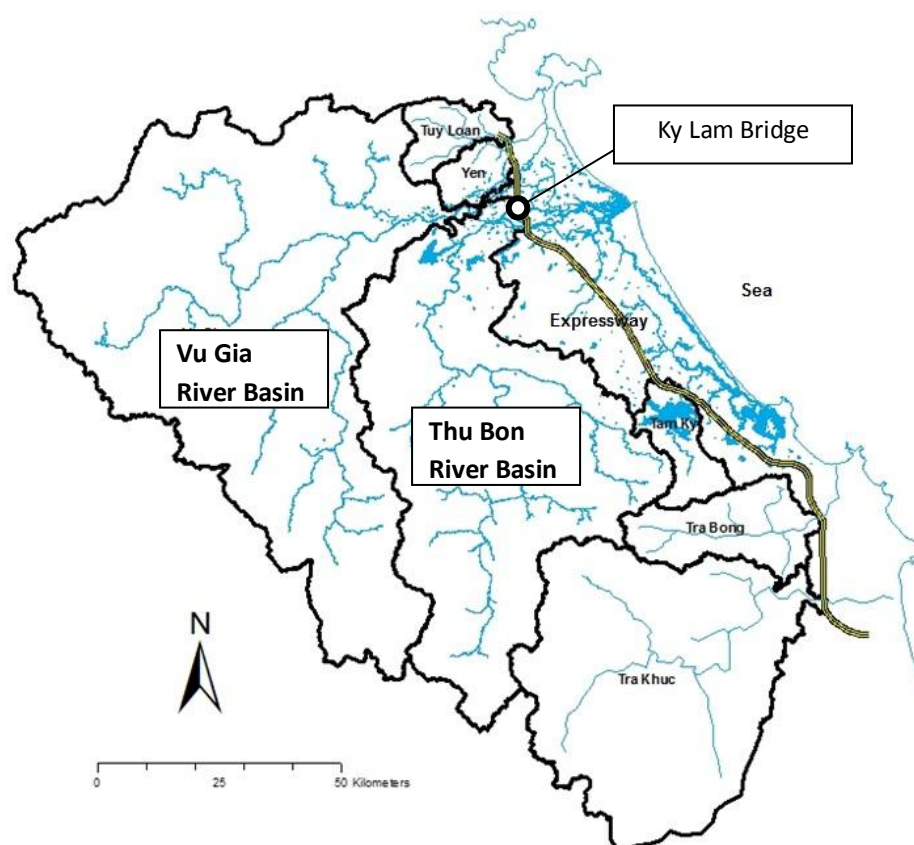 Ky Lam Bridge
Tuy Loan
Yen
Sea
Expressway
Vu Gia
River Basin
Thu Bon
River Basin
Tam Ky
Tra Bong
N
Tra Khuc
0 25 50 Kilometers